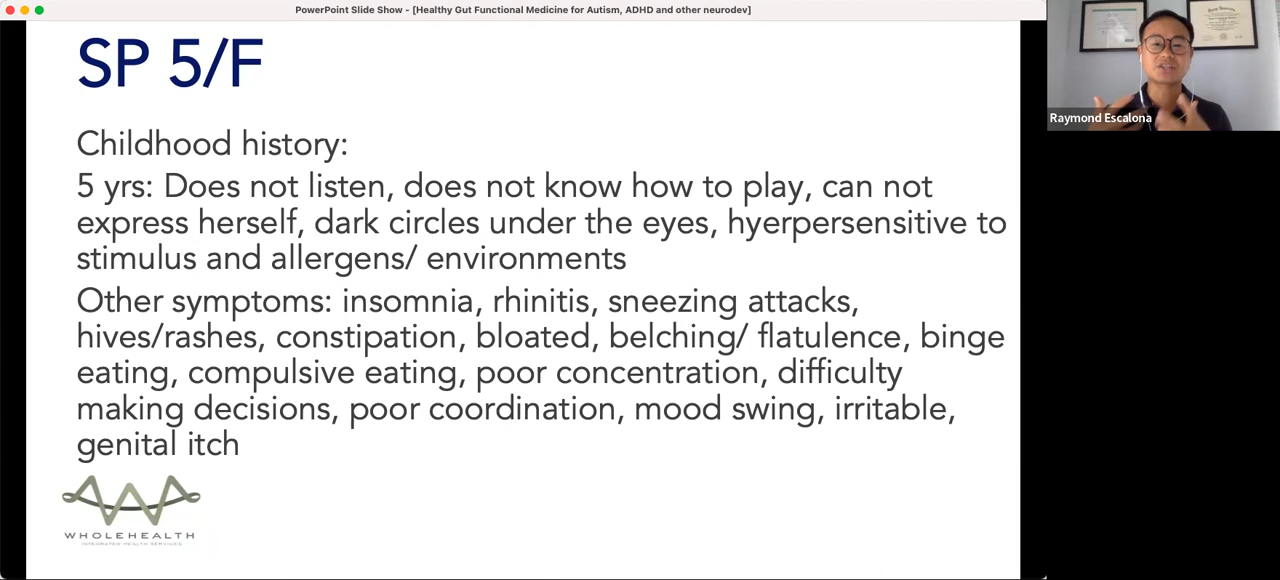 PowerPoint Slide Show - [Healthy Gut Functional Medicine for Autism, ADHD and other neurodev]
SP 5/F
Childhood history:
5 yrs: Does not listen, does not know how to play, can not
express herself, dark circles under the eyes, hyerpersensitive to
stimulus and allergens/ environments
Other symptoms: insomnia, rhinitis, sneezing attacks,
hives/rashes, constipation, bloated, belching/ flatulence, binge
eating, compulsive eating, poor concentration, difficulty
making decisions, poor coordination, mood swing, irritable,
genital itch
WHOLEHEALTH
INTEGRATED HEALTH SERVICES
Raymond Escalona